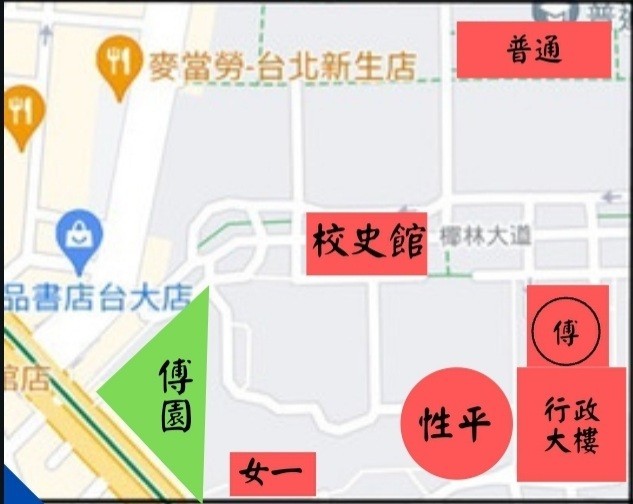 普通
麥當勞-台北新生店
校史館
椰林大道
品書店台大店
傅
傅
園
館店
性平
行政
大樓
女一